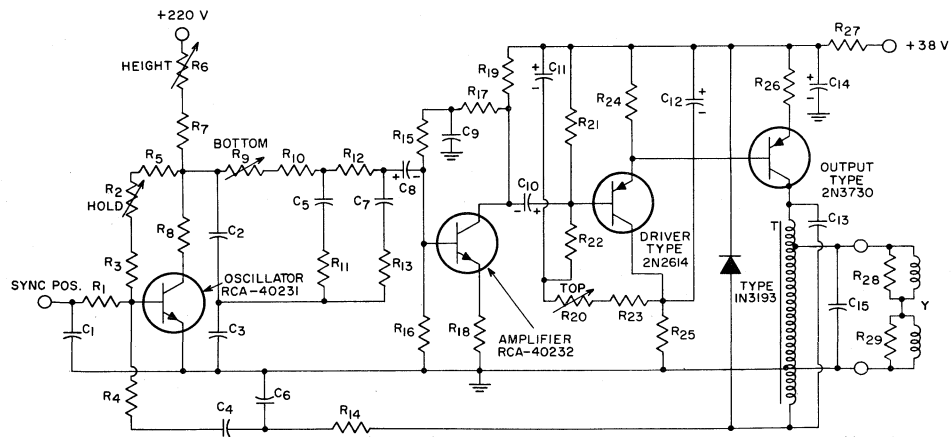 +220 V
HEIGHT
R6
R7
R5
BOTTOM
R9
R10
R12
R2
HOLD
R8
C2
C5
C7
C8
R3
SYNC POS.
R1
C1
OSCILLATOR
RCA-40231
R11
R13
C3
R4
C4
C6
R14
R15
R17
C9
R19
R16
R18
AMPLIFIER
RCA-40232
C10
C11
R21
R22
TOP
R20
R23
R24
C12
DRIVER
TYPE
2N2614
R25
TYPE
1N3193
R26
R27
+38 V
C14
OUTPUT
TYPE
2N3730
C13
T
C15
R28
R29
Y
+
-
+
-
+
-
+
-
+